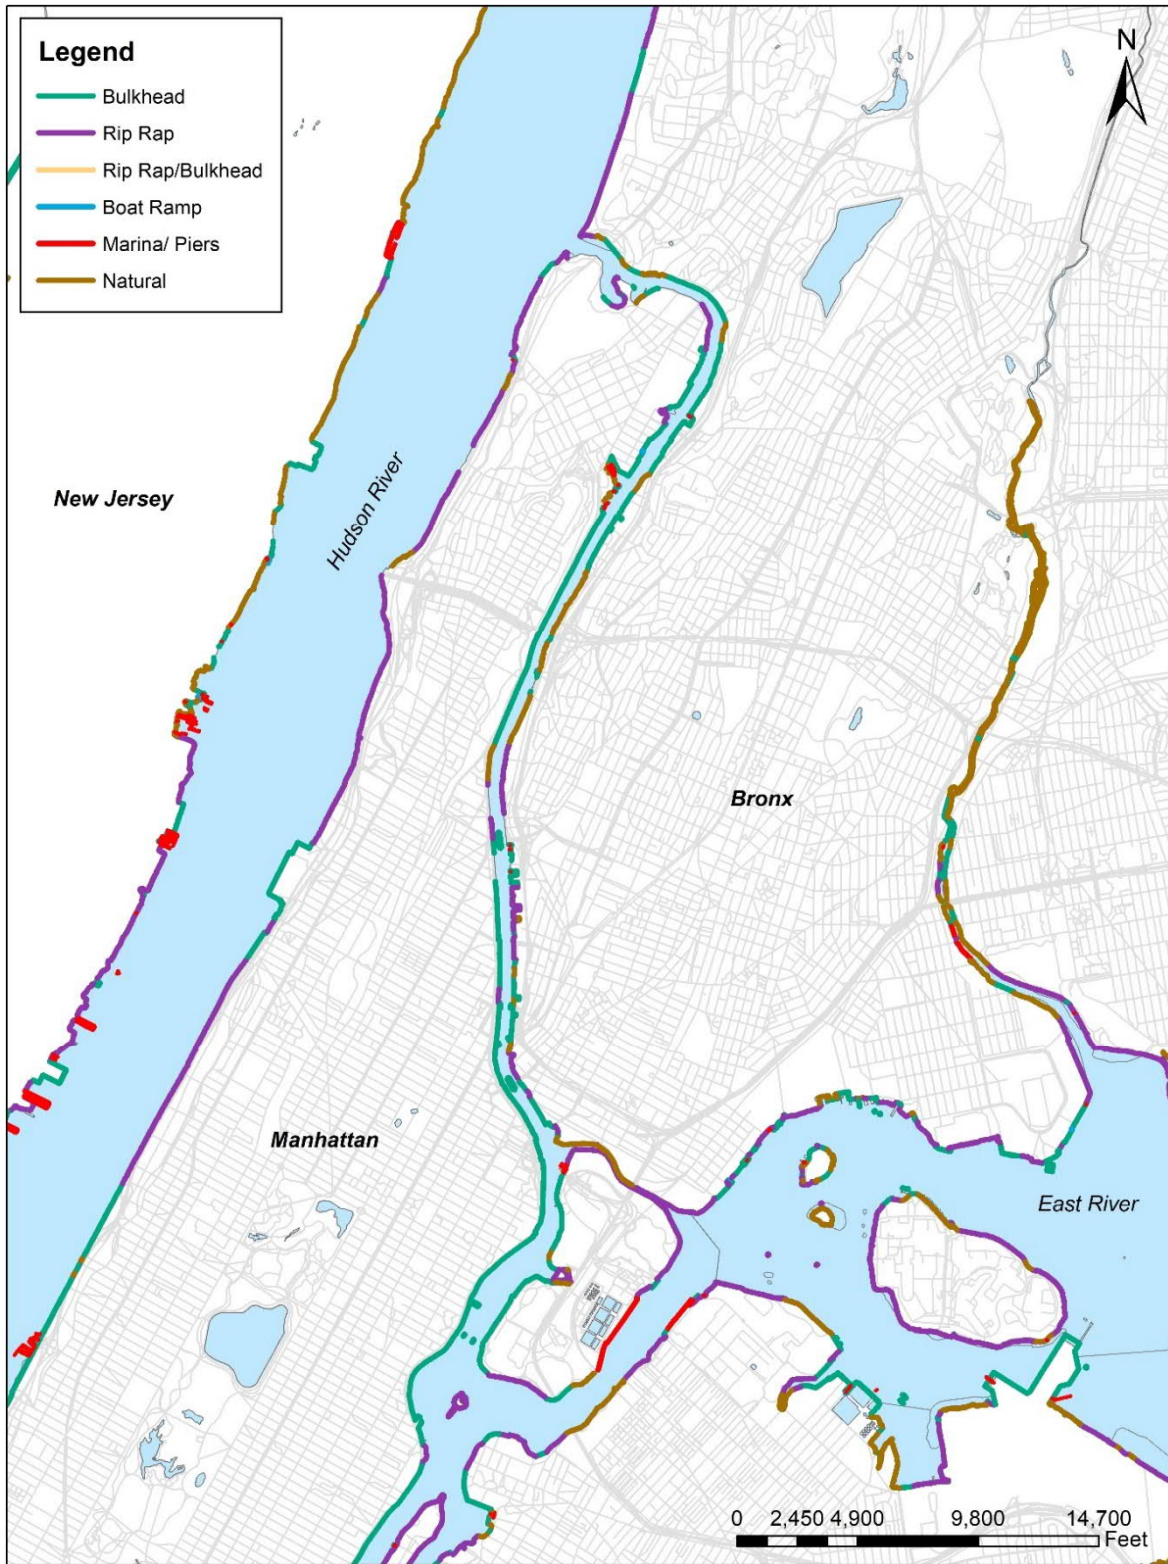 Legend
Bulkhead
Rip Rap
Rip Rap/Bulkhead
Boat Ramp
Marina/ Piers
Natural
N
New Jersey
Hudson River
Bronx
Manhattan
East River
0 2,450 4,900 9,800 14,700
Feet